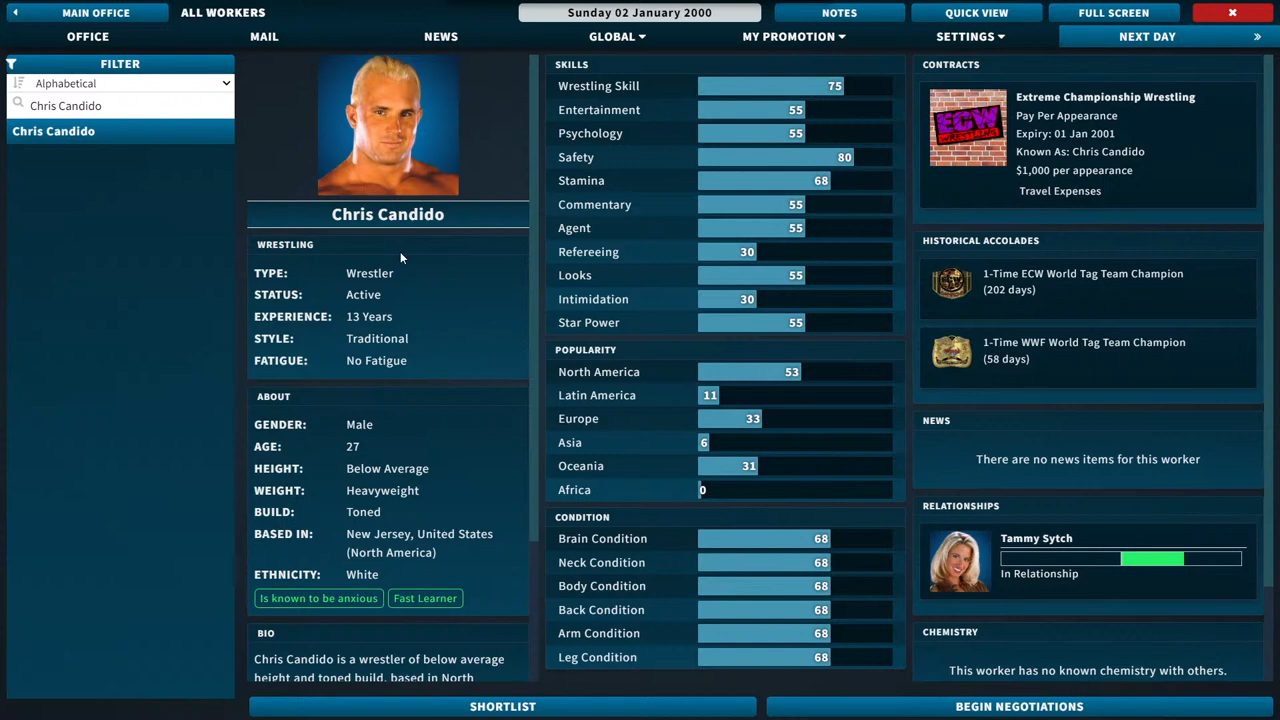 MAIN OFFICE
ALL WORKERS
Sunday 02 January 2000
NOTES
QUICK VIEW
FULL SCREEN
OFFICE
MAIL
NEWS
GLOBAL
MY PROMOTION
SETTINGS
NEXT DAY
FILTER
Alphabetical
Chris Candido
Chris Candido
Chris Candido
WRESTLING
TYPE: Wrestler
STATUS: Active
EXPERIENCE: 13 Years
STYLE: Traditional
FATIGUE: No Fatigue
ABOUT
GENDER: Male
AGE: 27
HEIGHT: Below Average
WEIGHT: Heavyweight
BUILD: Toned
BASED IN: New Jersey, United States
(North America)
ETHNICITY: White
Is known to be anxious
Fast Learner
BIO
Chris Candido is a wrestler of below average
height and toned build, based in North
SKILLS
Wrestling Skill 75
Entertainment 55
Psychology 55
Safety 80
Stamina 68
Commentary 55
Agent 55
Refereeing 30
Looks 55
Intimidation 30
Star Power 55
POPULARITY
North America 53
Latin America 11
Europe 33
Asia 6
Oceania 31
Africa 0
CONDITION
Brain Condition 68
Neck Condition 68
Body Condition 68
Back Condition 68
Arm Condition 68
Leg Condition 68
CONTRACTS
ECW
WRESTLING
Extreme Championship Wrestling
Pay Per Appearance
Expiry: 01 Jan 2001
Known As: Chris Candido
$1,000 per appearance
Travel Expenses
HISTORICAL ACCOLADES
1-Time ECW World Tag Team Champion
(202 days)
1-Time WWF World Tag Team Champion
(58 days)
NEWS
There are no news items for this worker
RELATIONSHIPS
Tammy Sytch
In Relationship
CHEMISTRY
This worker has no known chemistry with others.
SHORTLIST
BEGIN NEGOTIATIONS